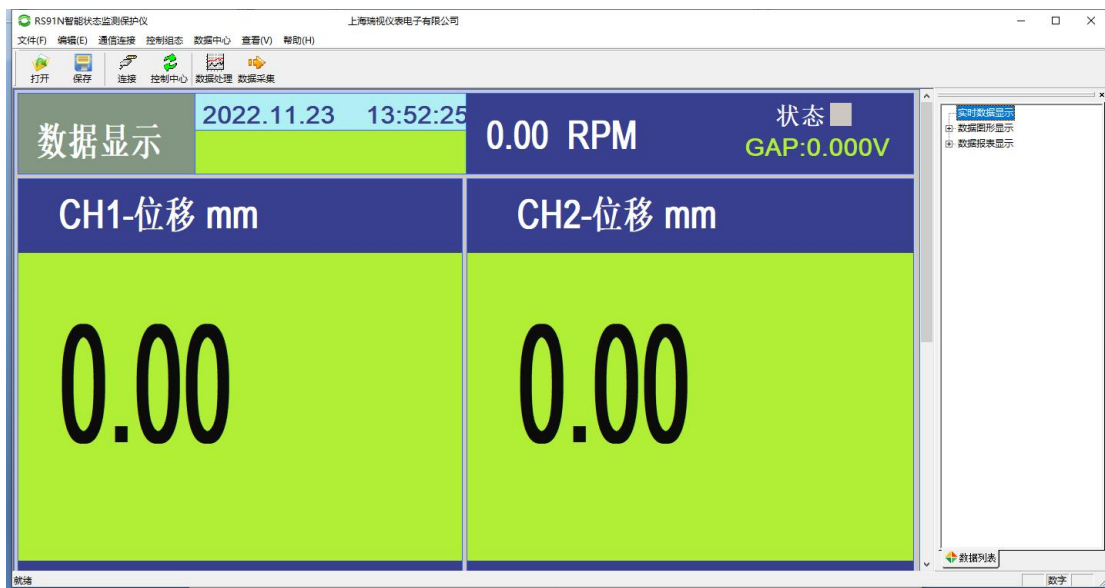 RS91N智能状态监测保护仪 上海瑞视仪表电子有限公司
文件(F) 编辑(E) 通信连接 控制组态 数据中心 查看(V) 帮助(H)
打开 保存 连接 控制中心 数据处理 数据采集
数据显示
2022.11.23 13:52:25
0.00 RPM
状态
GAP:0.000V
实时数据显示
数据图形显示
数据报表显示
CH1-位移 mm
CH2-位移 mm
0.00
0.00
数据列表
就绪
数字